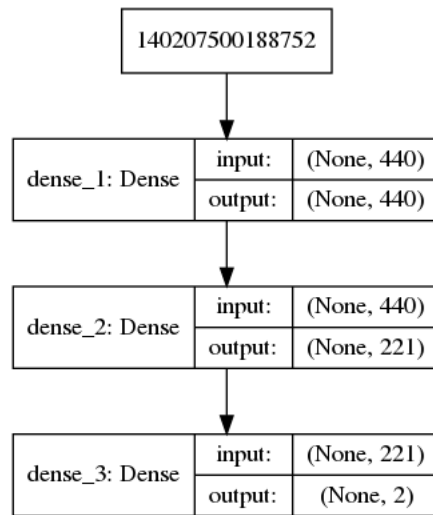 140207500188752
dense_1: Dense
input: (None, 440)
output: (None, 440)
dense_2: Dense
input: (None, 440)
output: (None, 221)
dense_3: Dense
input: (None, 221)
output: (None, 2)